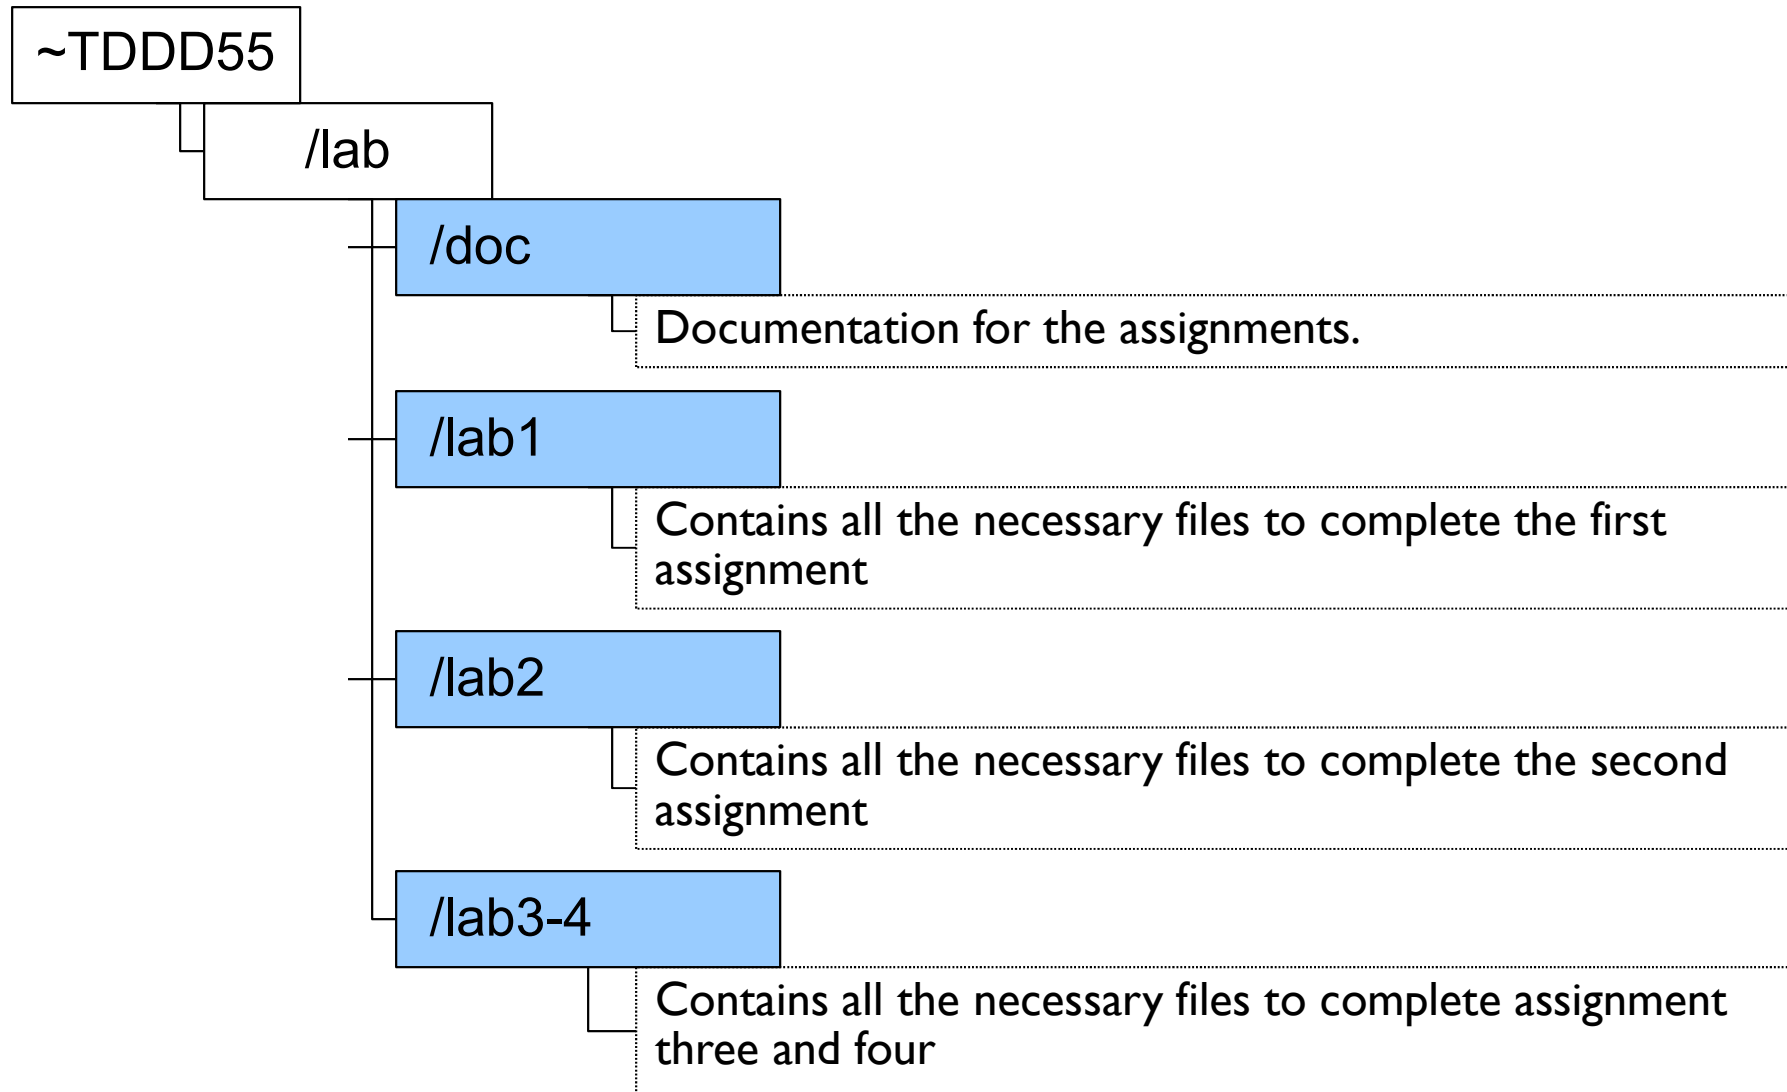 ~TDDD55
/lab
/doc
Documentation for the assignments.
/lab1
Contains all the necessary files to complete the first
assignment
/lab2
Contains all the necessary files to complete the second
assignment
/lab3-4
Contains all the necessary files to complete assignment
three and four